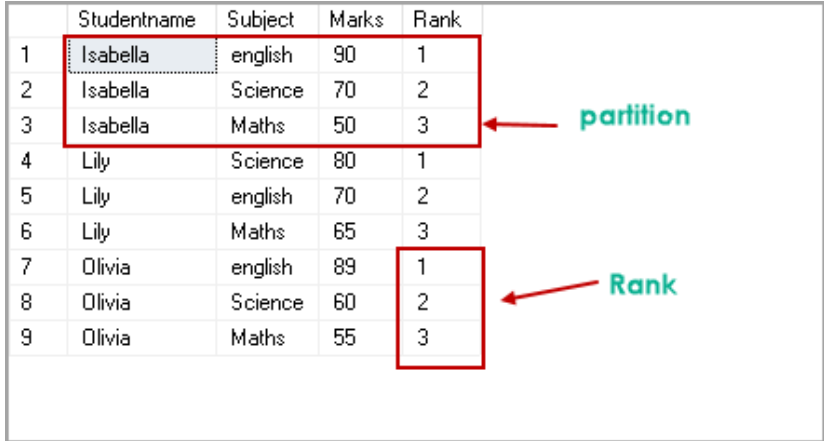 Studentname Subject Marks Rank
1 Isabella english 90 1
2 Isabella Science 70 2
3 Isabella Maths 50 3
partition
4 Lily Science 80 1
5 Lily english 70 2
6 Lily Maths 65 3
7 Olivia english 89 1
Rank
8 Olivia Science 60 2
9 Olivia Maths 55 3